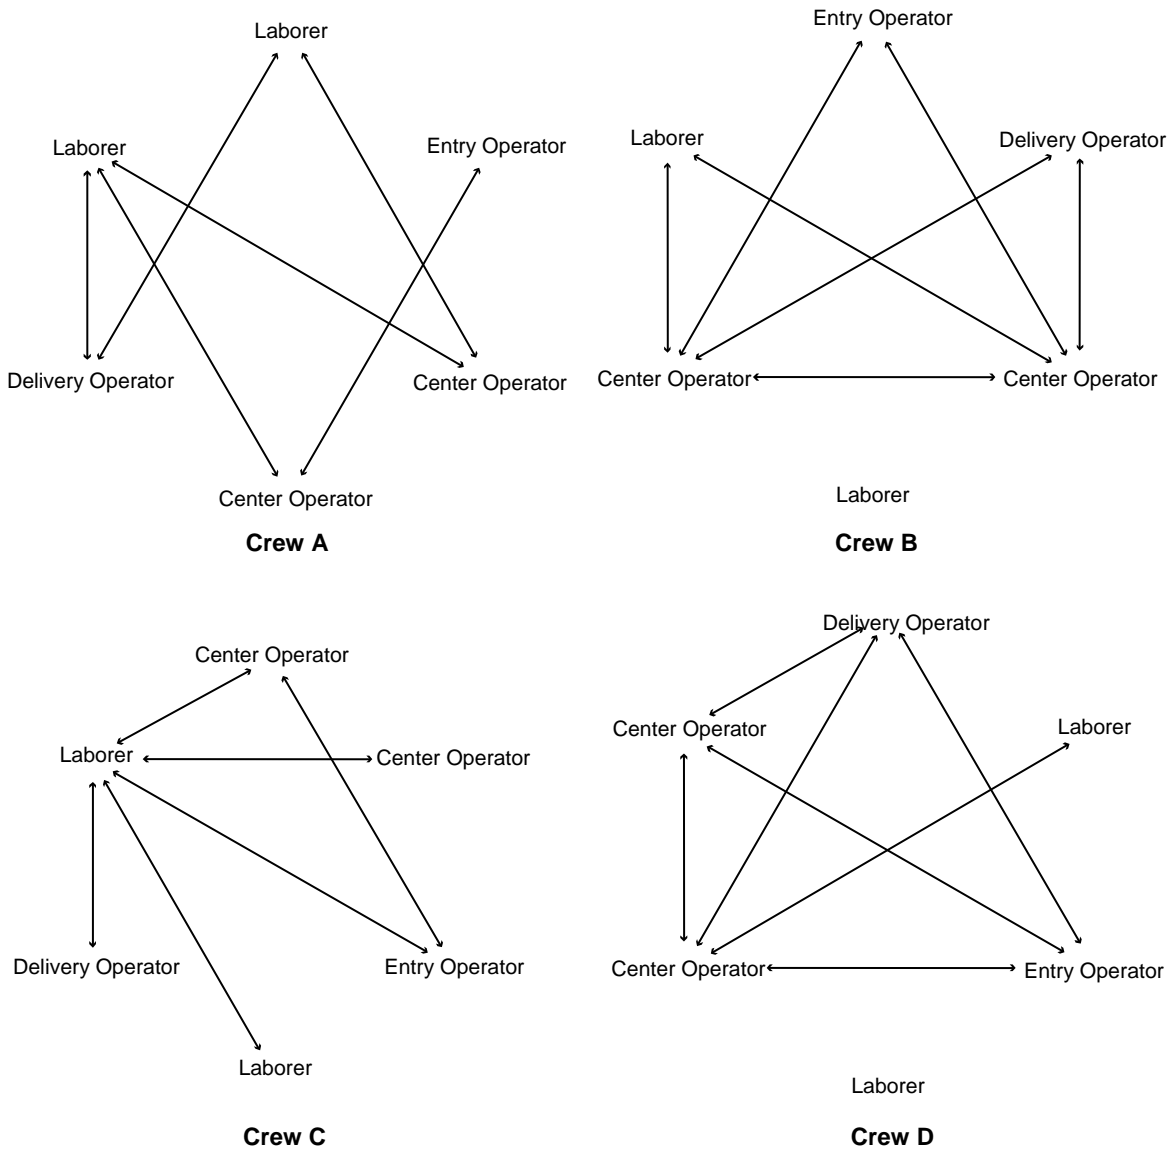 Laborer
Laborer
Entry Operator
Delivery Operator
Center Operator
Center Operator
Crew A
Entry Operator
Laborer
Delivery Operator
Center Operator
Center Operator
Laborer
Crew B
Center Operator
Laborer
Center Operator
Delivery Operator
Entry Operator
Laborer
Crew C
Delivery Operator
Center Operator
Laborer
Center Operator
Entry Operator
Laborer
Crew D